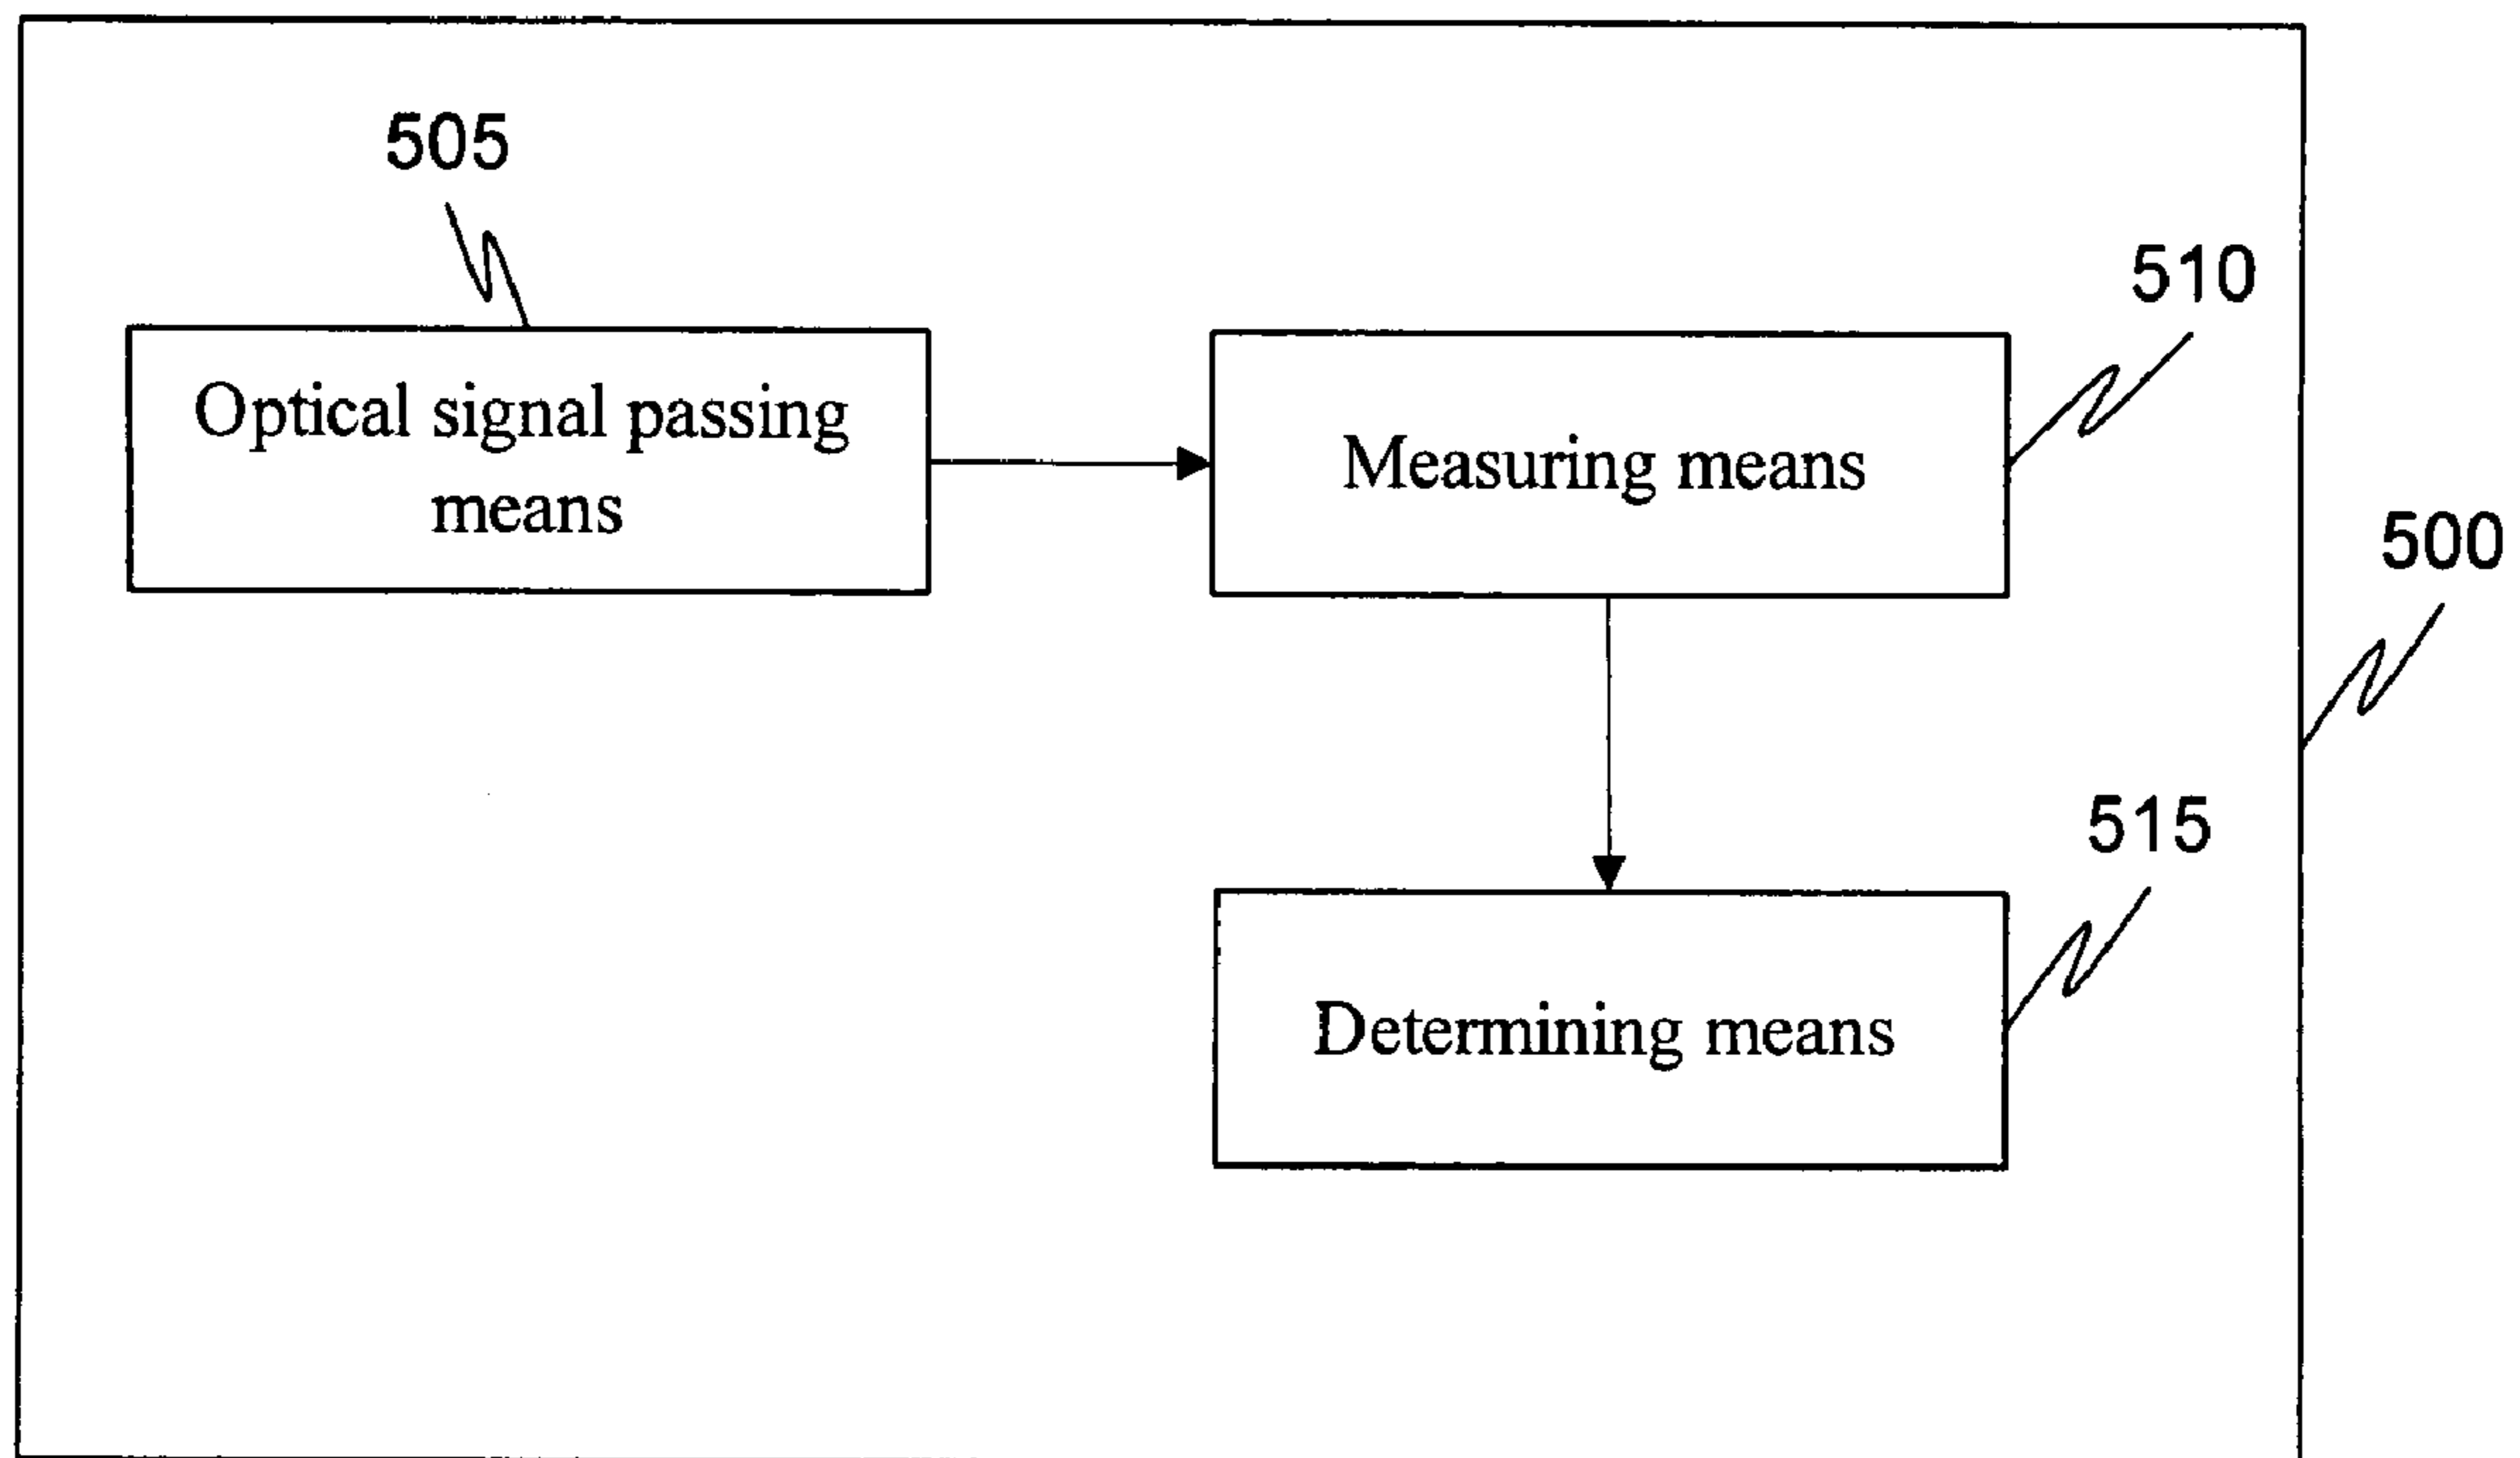 505
510
Optical signal passing
means
Measuring means
500
515
Determining means